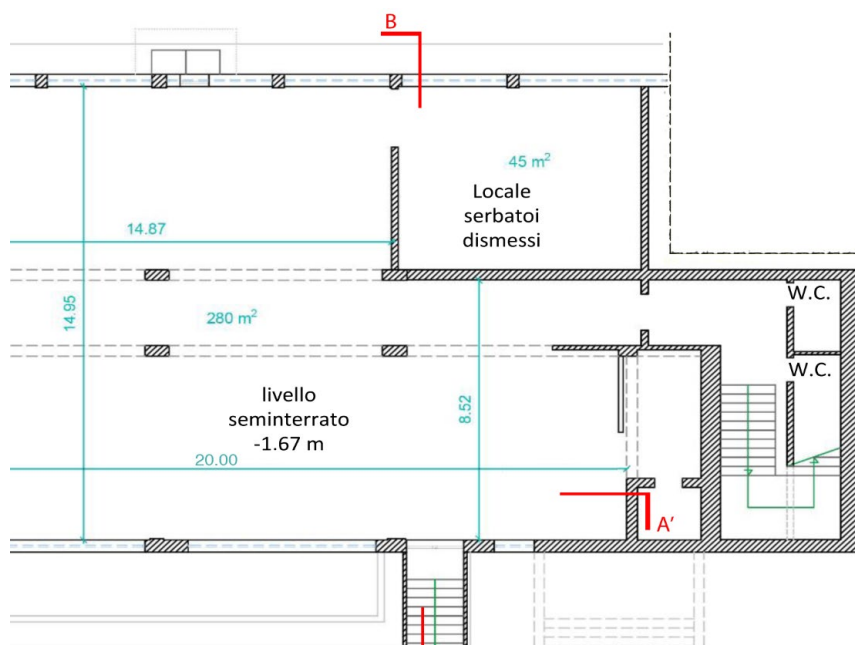 B
45 m²
Locale
serbatoi
dismessi
14.87
14.95
280 m²
W.C.
W.C.
livello
seminterrato
-1.67 m
8.52
20.00
A'